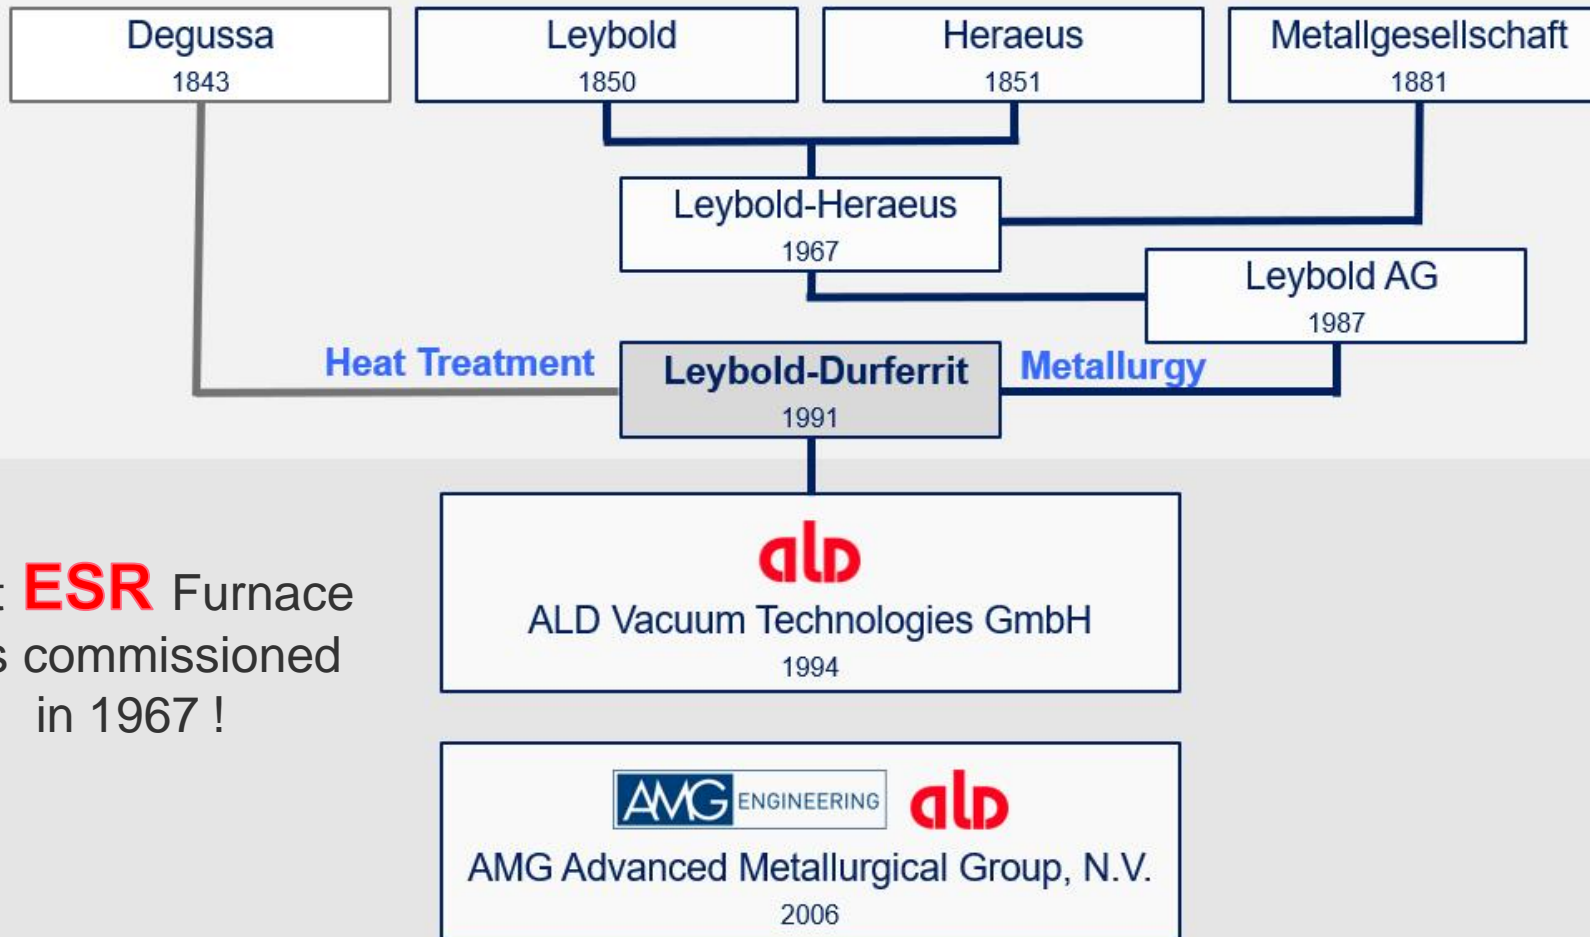 Degussa
1843
Leybold
1850
Heraeus
1851
Metallgesellschaft
1881
Leybold-Heraeus
1967
Leybold AG
1987
Heat Treatment
Leybold-Durferrit
1991
Metallurgy
ald
ALD Vacuum Technologies GmbH
1994
ESR Furnace
commissioned
in 1967 !
AMG ENGINEERING ald
AMG Advanced Metallurgical Group, N.V.
2006